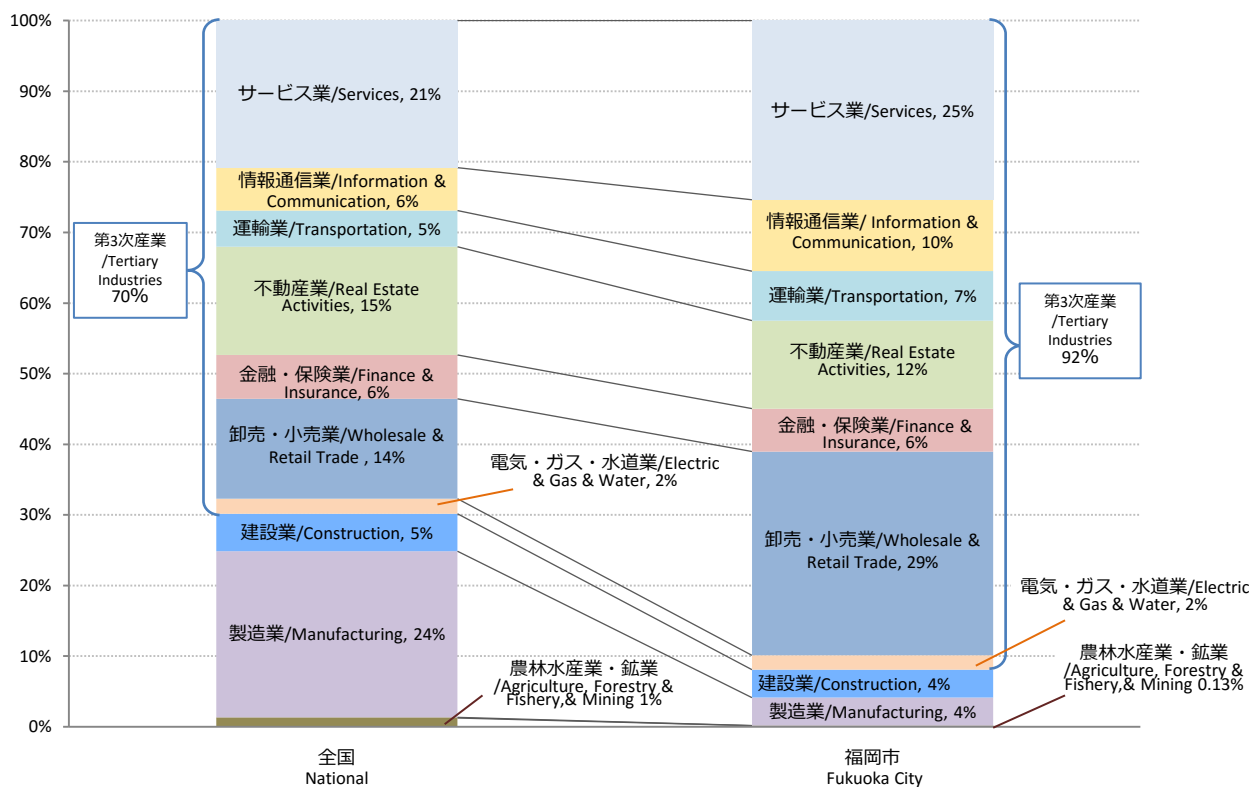 100%
90%
80%
70%
60%
50%
40%
30%
20%
10%
0%
第3次産業
/Tertiary
Industries
70%
サービス業/Services, 21%
情報通信業/Information &
Communication, 6%
運輸業/Transportation, 5%
不動産業/Real Estate
Activities, 15%
金融・保険業/Finance &
Insurance, 6%
卸売・小売業/Wholesale &
Retail Trade , 14%
電気・ガス・水道業/Electric
& Gas & Water, 2%
建設業/Construction, 5%
製造業/Manufacturing, 24%
農林水産業・鉱業
/Agriculture, Forestry &
Fishery,& Mining 1%
全国
National
サービス業/Services, 25%
情報通信業/ Information &
Communication, 10%
運輸業/Transportation, 7%
不動産業/Real Estate
Activities, 12%
金融・保険業/Finance &
Insurance, 6%
卸売・小売業/Wholesale &
Retail Trade, 29%
電気・ガス・水道業/Electric
& Gas & Water, 2%
建設業/Construction, 4%
製造業/Manufacturing, 4%
農林水産業・鉱業
/Agriculture, Forestry &
Fishery,& Mining 0.13%
第3次産業
/Tertiary
Industries
92%
福岡市
Fukuoka City